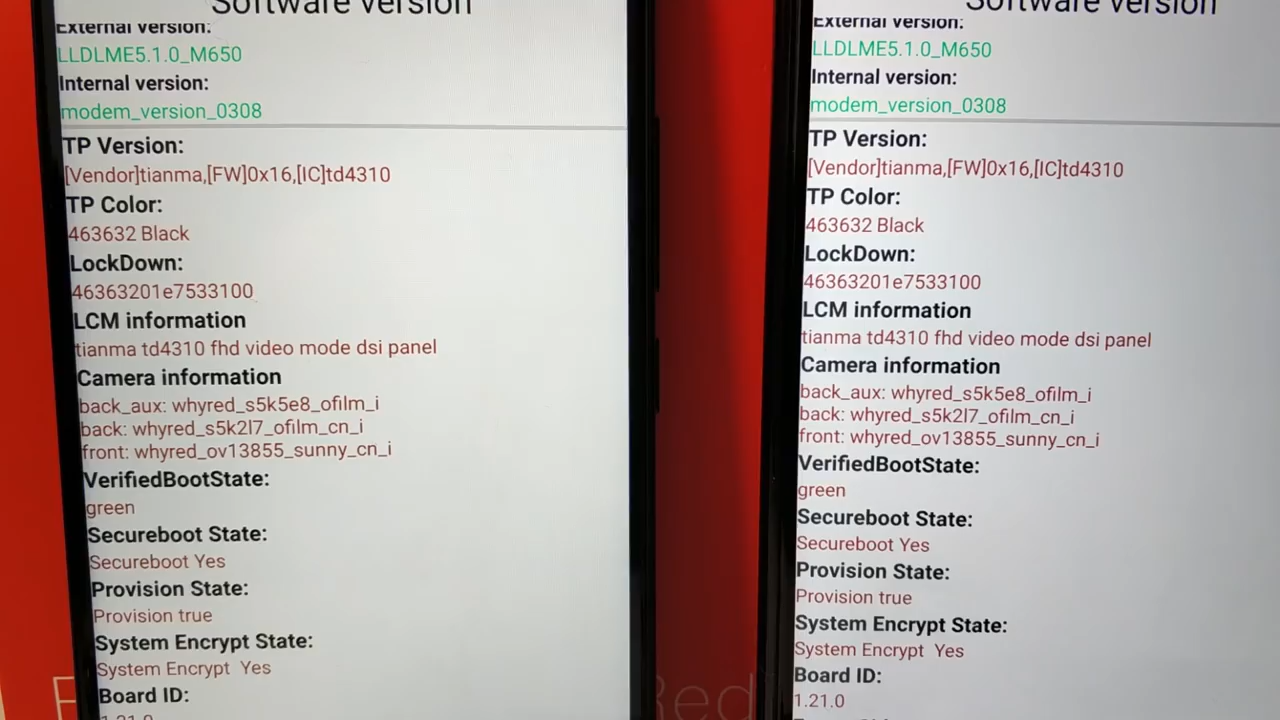 Software version
External version:
LLDLME5.1.0_M650
Internal version:
modem_version_0308
TP Version:
[Vendor]tianma,[FW]0x16,[IC]td4310
TP Color:
463632 Black
LockDown:
46363201e7533100
LCM information
tianma td4310 fhd video mode dsi panel
Camera information
back_aux: whyred_s5k5e8_ofilm_i
back: whyred_s5k2l7_ofilm_cn_i
front: whyred_ov13855_sunny_cn_i
VerifiedBootState:
green
Secureboot State:
Secureboot Yes
Provision State:
Provision true
System Encrypt State:
System Encrypt Yes
Board ID:
1.21.0
Software version
External version:
LLDLME5.1.0_M650
Internal version:
modem_version_0308
TP Version:
[Vendor]tianma,[FW]0x16,[IC]td4310
TP Color:
463632 Black
LockDown:
46363201e7533100
LCM information
tianma td4310 fhd video mode dsi panel
Camera information
back_aux: whyred_s5k5e8_ofilm_i
back: whyred_s5k2l7_ofilm_cn_i
front: whyred_ov13855_sunny_cn_i
VerifiedBootState:
green
Secureboot State:
Secureboot Yes
Provision State:
Provision true
System Encrypt State:
System Encrypt Yes
Board ID:
1.21.0